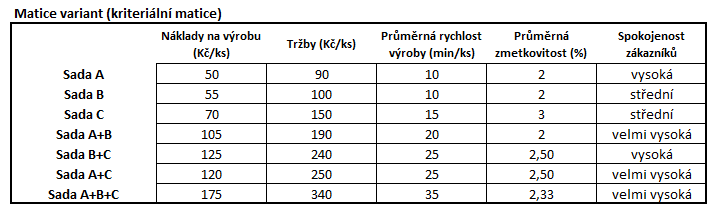 Matice variant (kriteriální matice)
Náklady na výrobu (Kč/ks) Tržby (Kč/ks) Průměrná rychlost výroby (min/ks) Průměrná zmetkovitost (%) Spokojenost zákazníků
Sada A 50 90 10 2 vysoká
Sada B 55 100 10 2 střední
Sada C 70 150 15 3 střední
Sada A+B 105 190 20 2 velmi vysoká
Sada B+C 125 240 25 2,50 vysoká
Sada A+C 120 250 25 2,50 velmi vysoká
Sada A+B+C 175 340 35 2,33 velmi vysoká